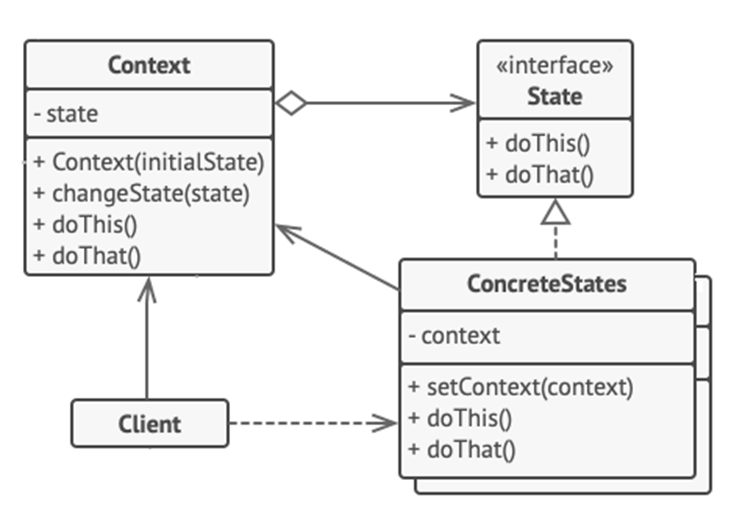 Context
- state
+ Context(initialState)
+ changeState(state)
+ doThis()
+ doThat()
«interface»
State
+ doThis()
+ doThat()
ConcreteStates
- context
+ setContext(context)
+ doThis()
+ doThat()
Client